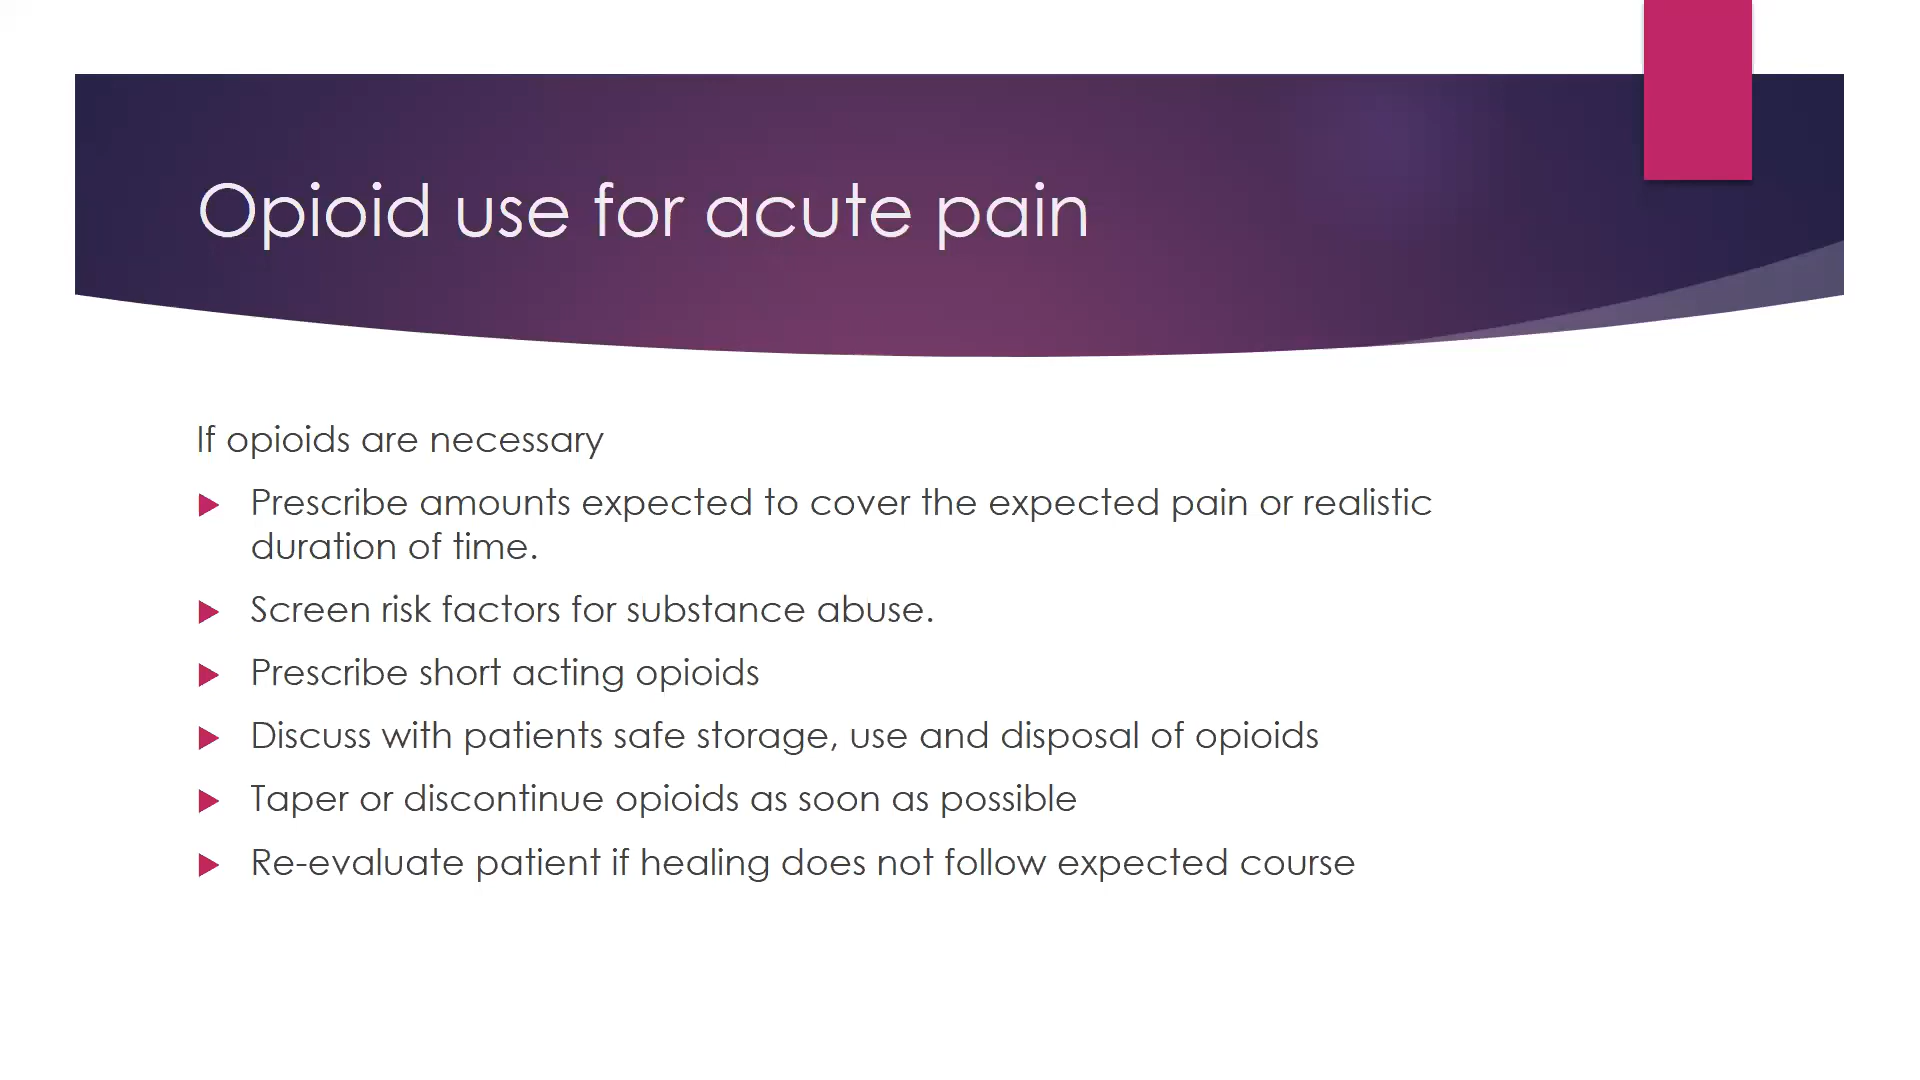 Opioid use for acute pain
If opioids are necessary
Prescribe amounts expected to cover the expected pain or realistic
duration of time.
Screen risk factors for substance abuse.
Prescribe short acting opioids
Discuss with patients safe storage, use and disposal of opioids
Taper or discontinue opioids as soon as possible
Re-evaluate patient if healing does not follow expected course